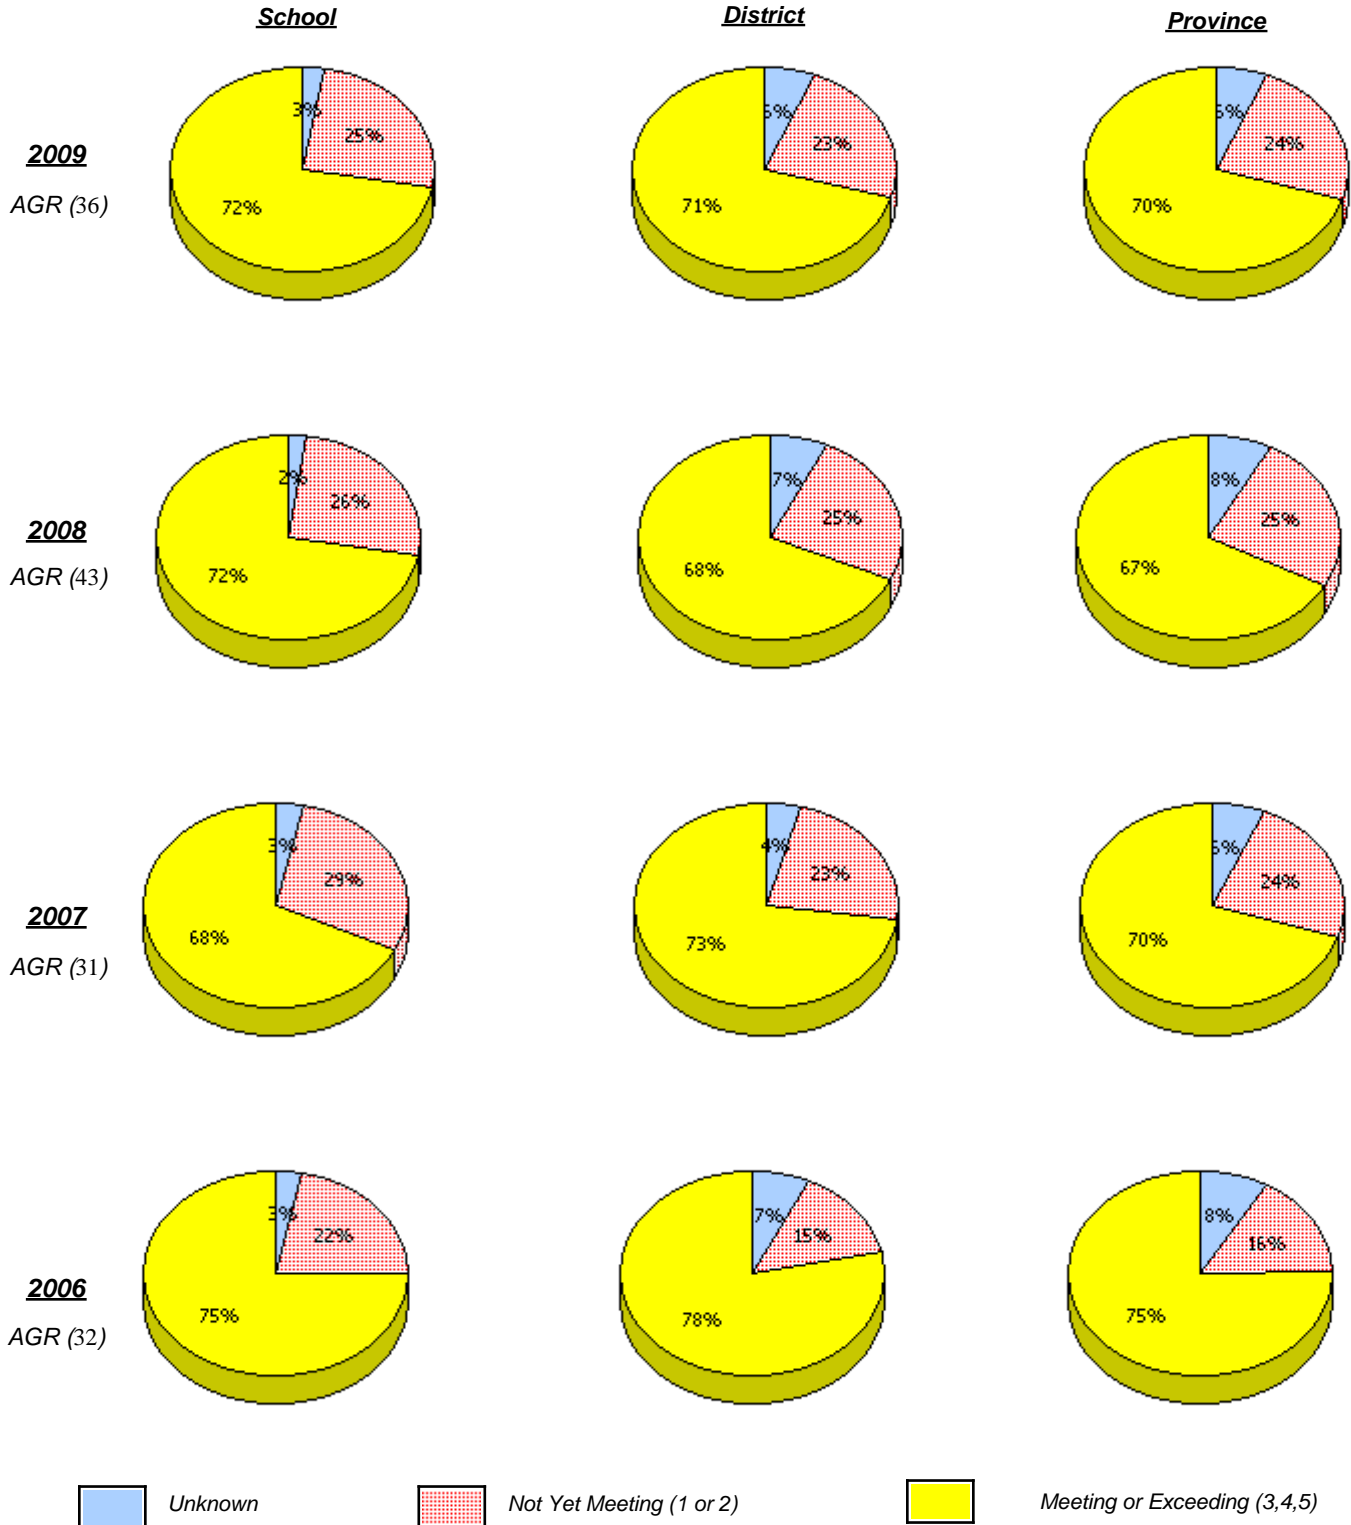 School District Province
2009
AGR (36)
3% 25% 72%
6% 23% 71%
6% 24% 70%
2008
AGR (43)
2% 26% 72%
7% 25% 68%
8% 25% 67%
2007
AGR (31)
3% 29% 68%
4% 23% 73%
6% 24% 70%
2006
AGR (32)
3% 22% 75%
7% 15% 78%
8% 16% 75%
Unknown Not Yet Meeting (1 or 2) Meeting or Exceeding (3,4,5)